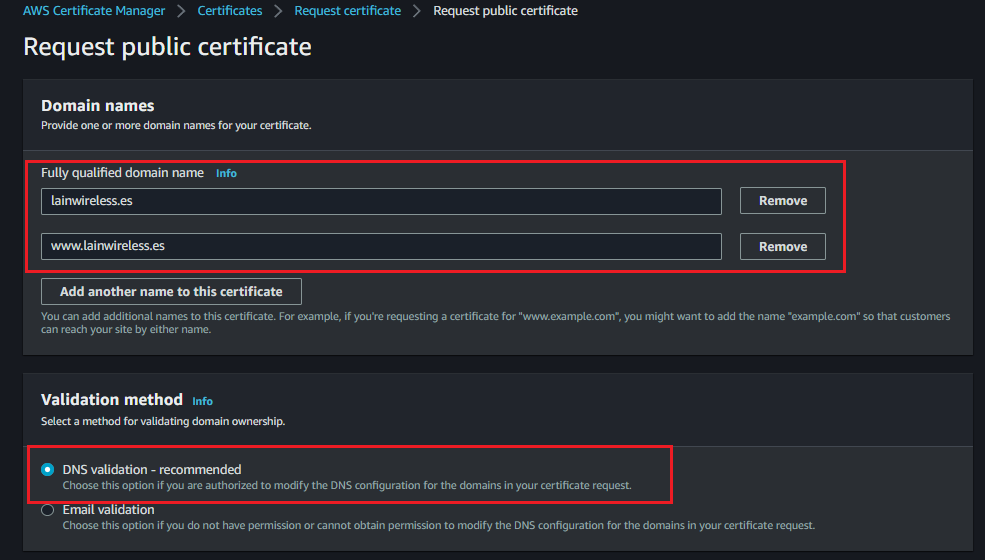 AWS Certificate Manager > Certificates > Request certificate > Request public certificate
Request public certificate
Domain names
Provide one or more domain names for your certificate.
Fully qualified domain name Info
lainwireless.es Remove
www.lainwireless.es Remove
Add another name to this certificate
You can add additional names to this certificate. For example, if you're requesting a certificate for "www.example.com", you might want to add the name "example.com" so that customers
can reach your site by either name.
Validation method Info
Select a method for validating domain ownership.
DNS validation - recommended
Choose this option if you are authorized to modify the DNS configuration for the domains in your certificate request.
Email validation
Choose this option if you do not have permission or cannot obtain permission to modify the DNS configuration for the domains in your certificate request.